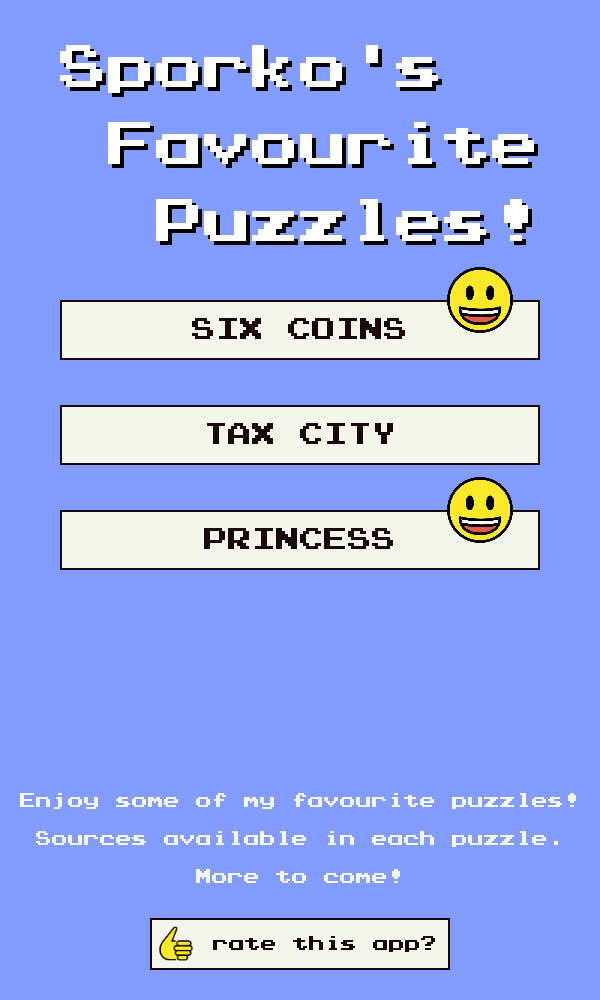 Sporko's
Favourite
Puzzles!
SIX COINS
TAX CITY
PRINCESS
Enjoy some of my favourite puzzles!
Sources available in each puzzle.
More to come!
rate this app?